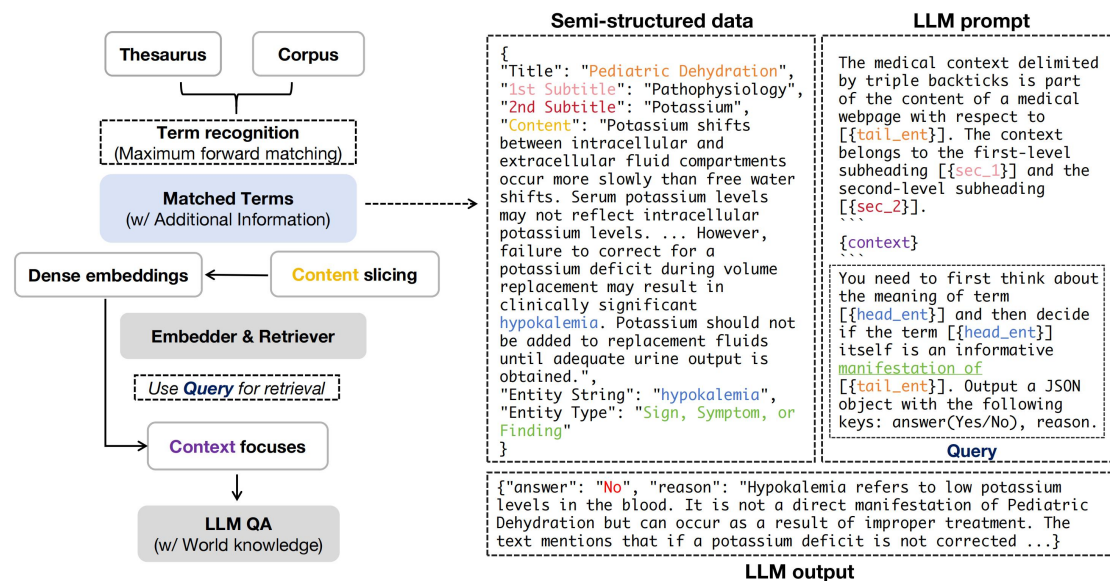 Thesaurus
Corpus
Term recognition
(Maximum forward matching)
Matched Terms
(w/ Additional Information)
Dense embeddings
Content slicing
Embedder & Retriever
Use Query for retrieval
Context focuses
LLM QA
(w/ World knowledge)
Semi-structured data
{
"Title": "Pediatric Dehydration",
"1st Subtitle": "Pathophysiology",
"2nd Subtitle": "Potassium",
"Content": "Potassium shifts
between intracellular and
extracellular fluid compartments
occur more slowly than free water
shifts. Serum potassium levels
may not reflect intracellular
potassium levels. ... However,
failure to correct for a
potassium deficit during volume
replacement may result in
clinically significant
hypokalemia. Potassium should not
be added to replacement fluids
until adequate urine output is
obtained.",
"Entity String": "hypokalemia",
"Entity Type": "Sign, Symptom, or
Finding"
}
LLM prompt
The medical context delimited
by triple backticks is part
of the content of a medical
webpage with respect to
[{tail_ent}]. The context
belongs to the first-level
subheading [{sec_1}] and the
second-level subheading
[{sec_2}].
```
{context}
```
You need to first think about
the meaning of term
[{head_ent}] and then decide
if the term [{head_ent}]
itself is an informative
manifestation of
[{tail_ent}]. Output a JSON
object with the following
keys: answer(Yes/No), reason.
Query
{"answer": "No", "reason": "Hypokalemia refers to low potassium
levels in the blood. It is not a direct manifestation of Pediatric
Dehydration but can occur as a result of improper treatment. The
text mentions that if a potassium deficit is not corrected ...}
LLM output